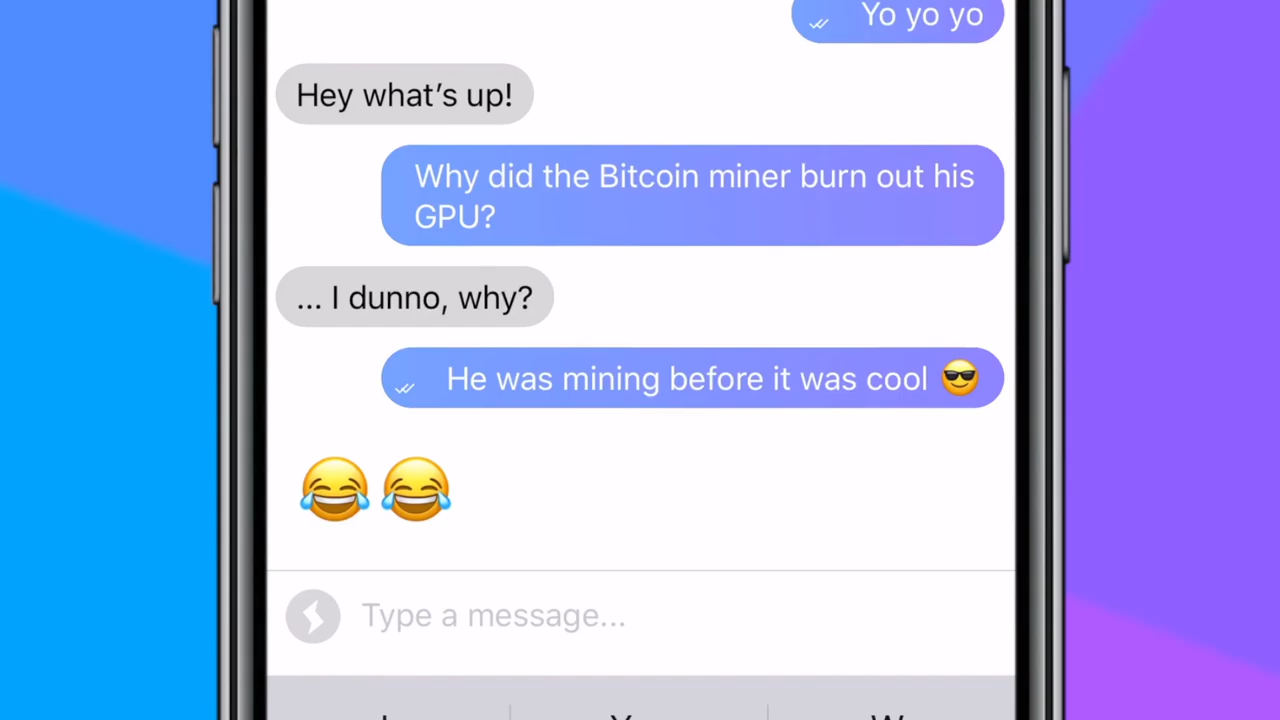 Yo yo yo
Hey what’s up!
Why did the Bitcoin miner burn out his
GPU?
... I dunno, why?
He was mining before it was cool 😎
😂😂
Type a message...